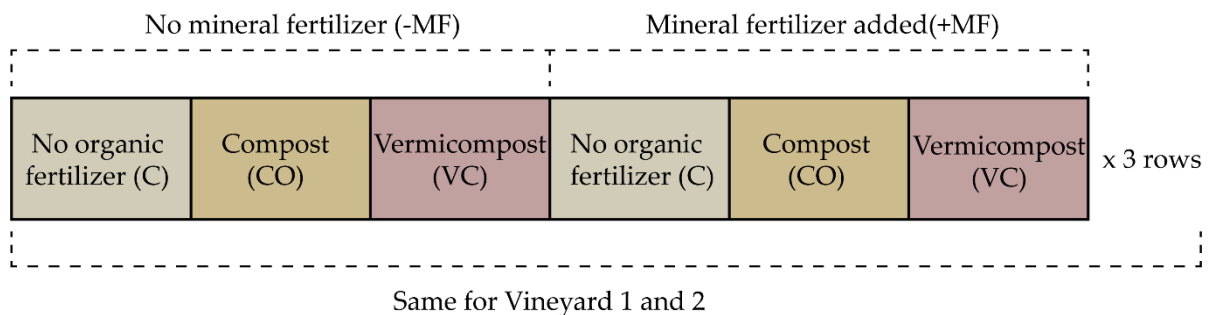 No mineral fertilizer (-MF)
Mineral fertilizer added(+MF)
No organic
fertilizer (C)
Compost
(CO)
Vermicompost
(VC)
No organic
fertilizer (C)
Compost
(CO)
Vermicompost
(VC)
x 3 rows
Same for Vineyard 1 and 2